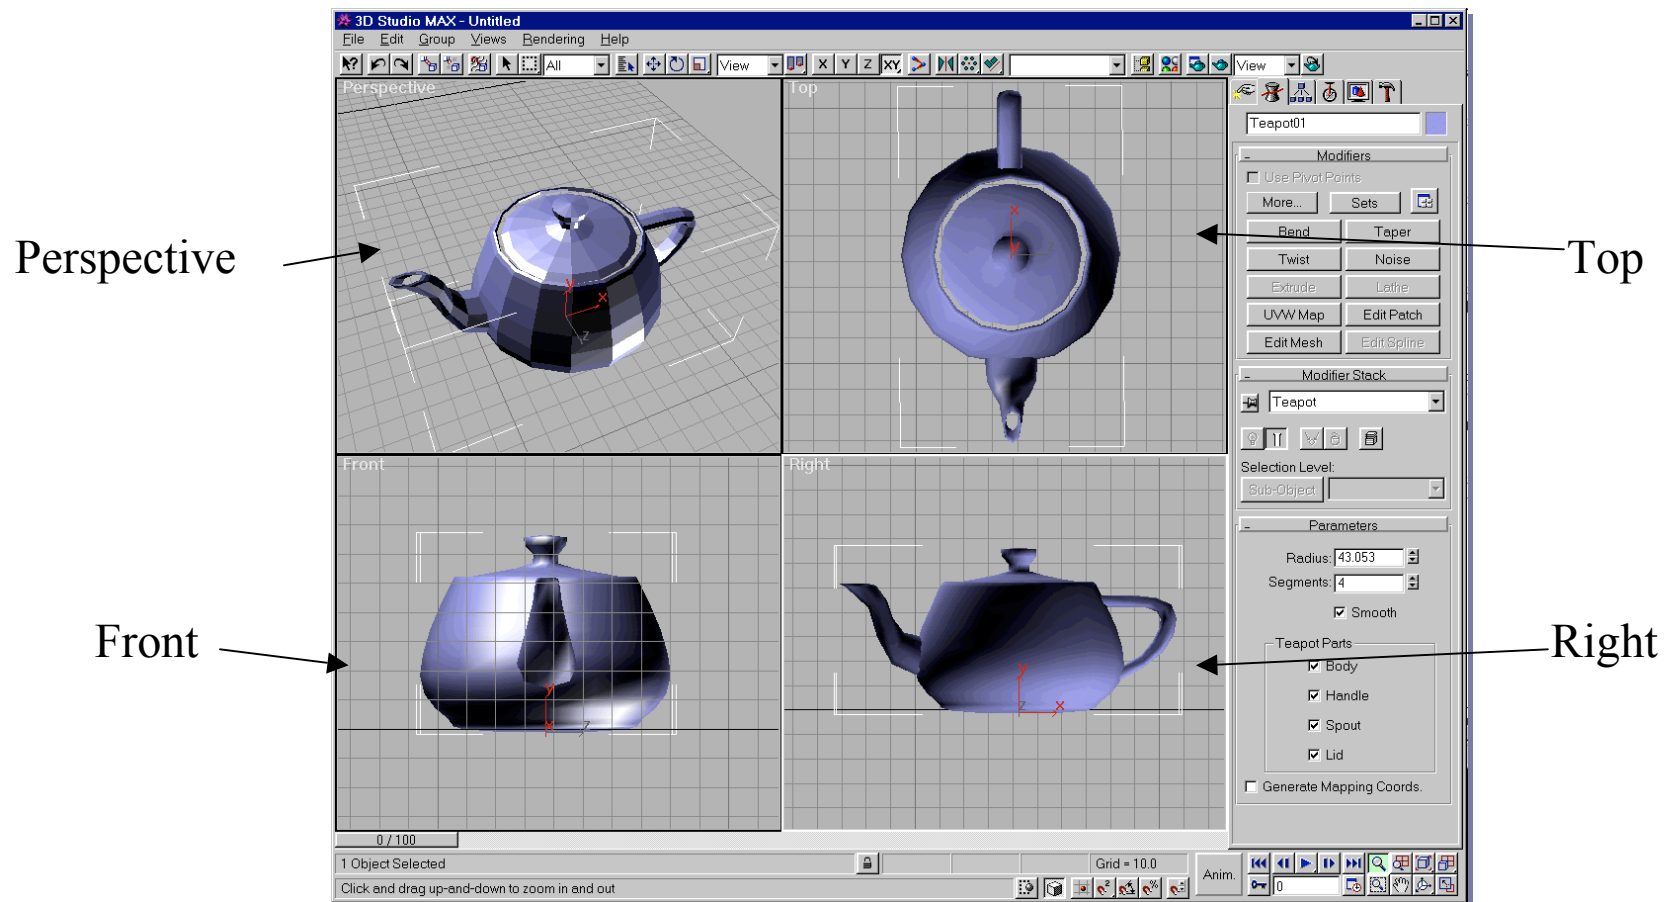 3D Studio MAX - Untitled
File Edit Group Views Rendering Help
All View X Y Z XY View
Perspective
Top
Front
Right
Perspective
y x z
Top
x y
Front
y x z
Right
y z x
Teapot01
- Modifiers
Use Pivot Points
More... Sets
Bend Taper
Twist Noise
Extrude Lathe
UVW Map Edit Patch
Edit Mesh Edit Spline
- Modifier Stack
Teapot
Selection Level:
Sub-Object
- Parameters
Radius: 43.053
Segments: 4
Smooth
Teapot Parts
Body
Handle
Spout
Lid
Generate Mapping Coords.
0 / 100
1 Object Selected Grid = 10.0
Click and drag up-and-down to zoom in and out
Anim.
0